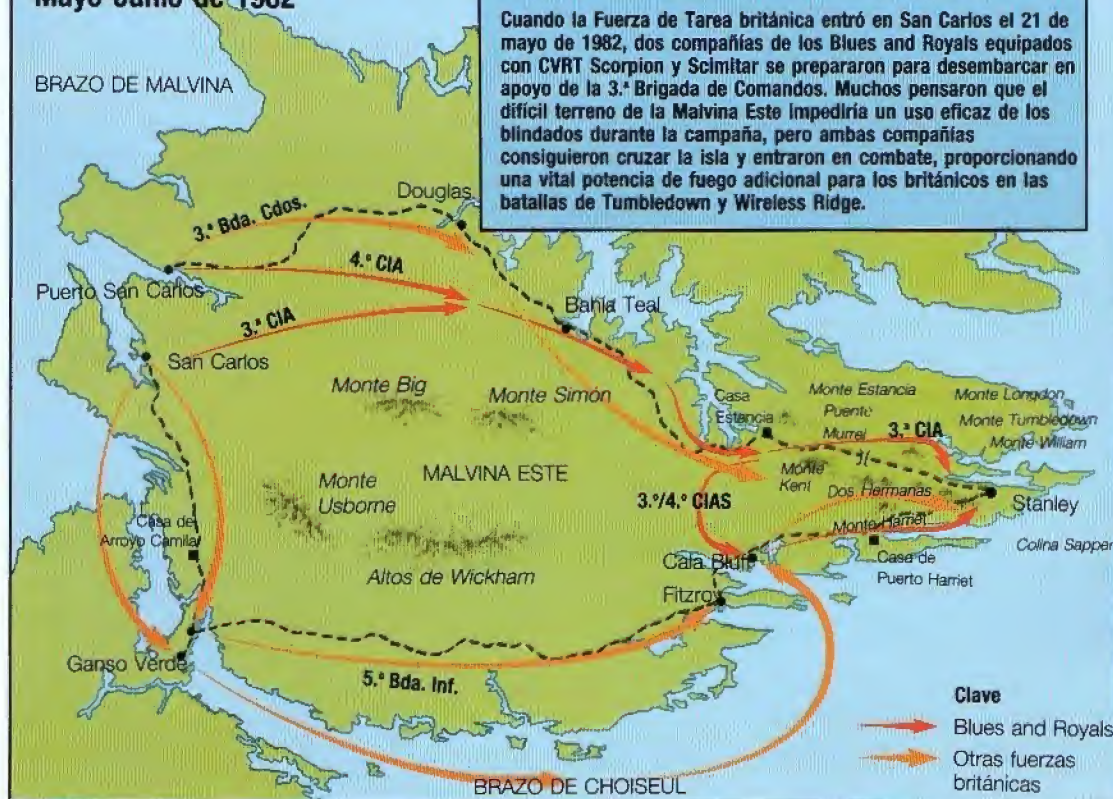 Mayo-Junio de 1982
Cuando la Fuerza de Tarea británica entró en San Carlos el 21 de
mayo de 1982, dos compañías de los Blues and Royals equipados
con CVRT Scorpion y Scimitar se prepararon para desembarcar en
apoyo de la 3.ª Brigada de Comandos. Muchos pensaron que el
difícil terreno de la Malvina Este impediría un uso eficaz de los
blindados durante la campaña, pero ambas compañías
consiguieron cruzar la isla y entraron en combate, proporcionando
una vital potencia de fuego adicional para los británicos en las
batallas de Tumbledown y Wireless Ridge.
BRAZO DE MALVINA
Douglas
3.ª Bda. Cdos.
4.ª CIA
Puerto San Carlos
3.ª CIA
San Carlos
Bahía Teal
Monte Big
Monte Simón
Casa
Estancia
Monte Estancia
Puente
Murrel
Monte Longdon
Monte Tumbledown
Monte William
3.ª CIA
Monte
Usborne
MALVINA ESTE
Monte
Kent
3.º/4.º CIAS
Dos Hermanas
Stanley
Monte Harriet
Colina Sapper
Casa de
Arroyo Camilar
Altos de Wickham
Cala Bluff
Casa de
Puerto Harriet
Fitzroy
Ganso Verde
5.ª Bda. Inf.
BRAZO DE CHOISEUL
Clave
Blues and Royals
Otras fuerzas
británicas